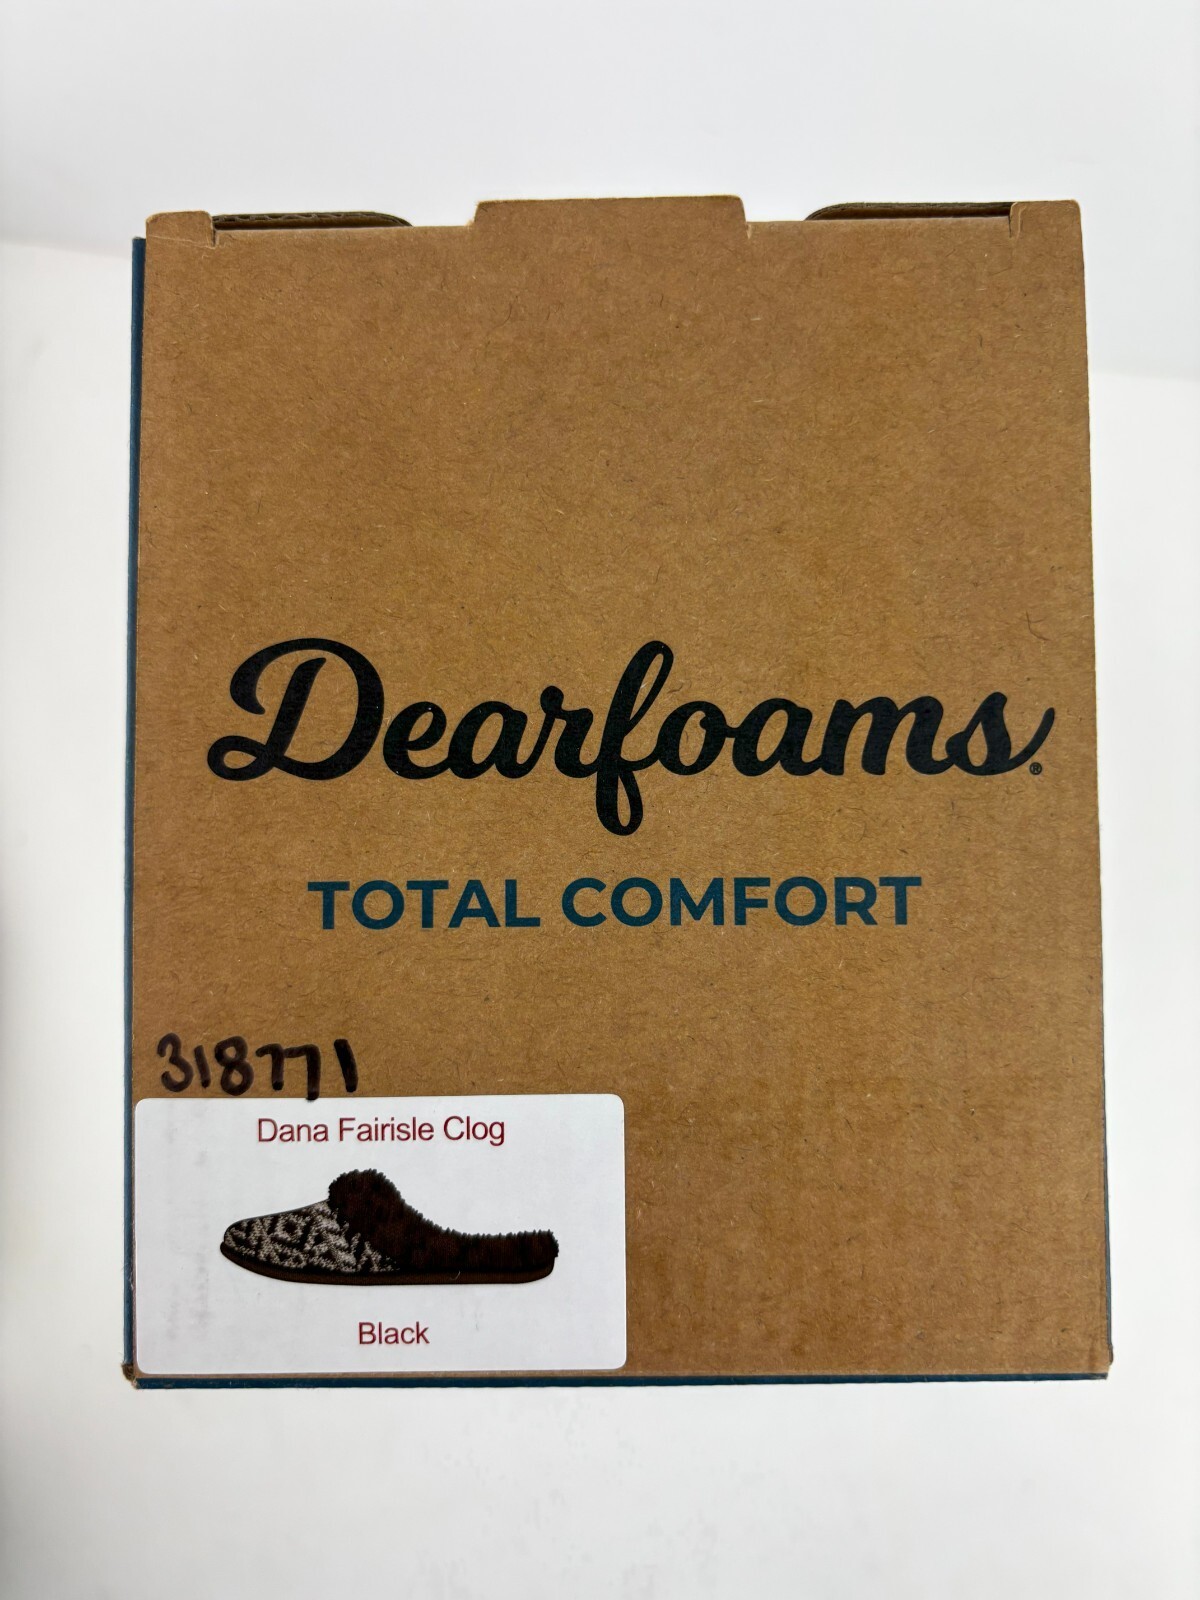 Dearfoams®
TOTAL COMFORT
318771
Dana Fairisle Clog
Black